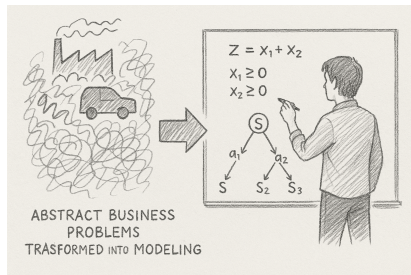 Z = x₁ + x₂
x₁ ≥ 0
x₂ ≥ 0
S
a₁ a₂
S S₂ S₃
ABSTRACT BUSINESS
PROBLEMS
TRASFORMED INTO MODELING